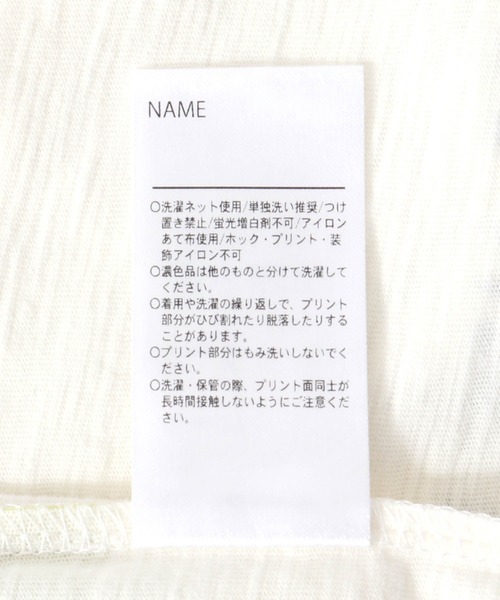 NAME
○洗濯ネット使用/単独洗い推奨/つけ
置き禁止/蛍光増白剤不可/アイロン
あて布使用/ホック・プリント・装
飾アイロン不可
○濃色品は他のものと分けて洗濯して
ください。
○着用や洗濯の繰り返しで、プリント
部分がひび割れたり脱落したりする
ことがあります。
○プリント部分はもみ洗いしないでく
ださい。
○洗濯・保管の際、プリント面同士が
長時間接触しないようにご注意くだ
さい。